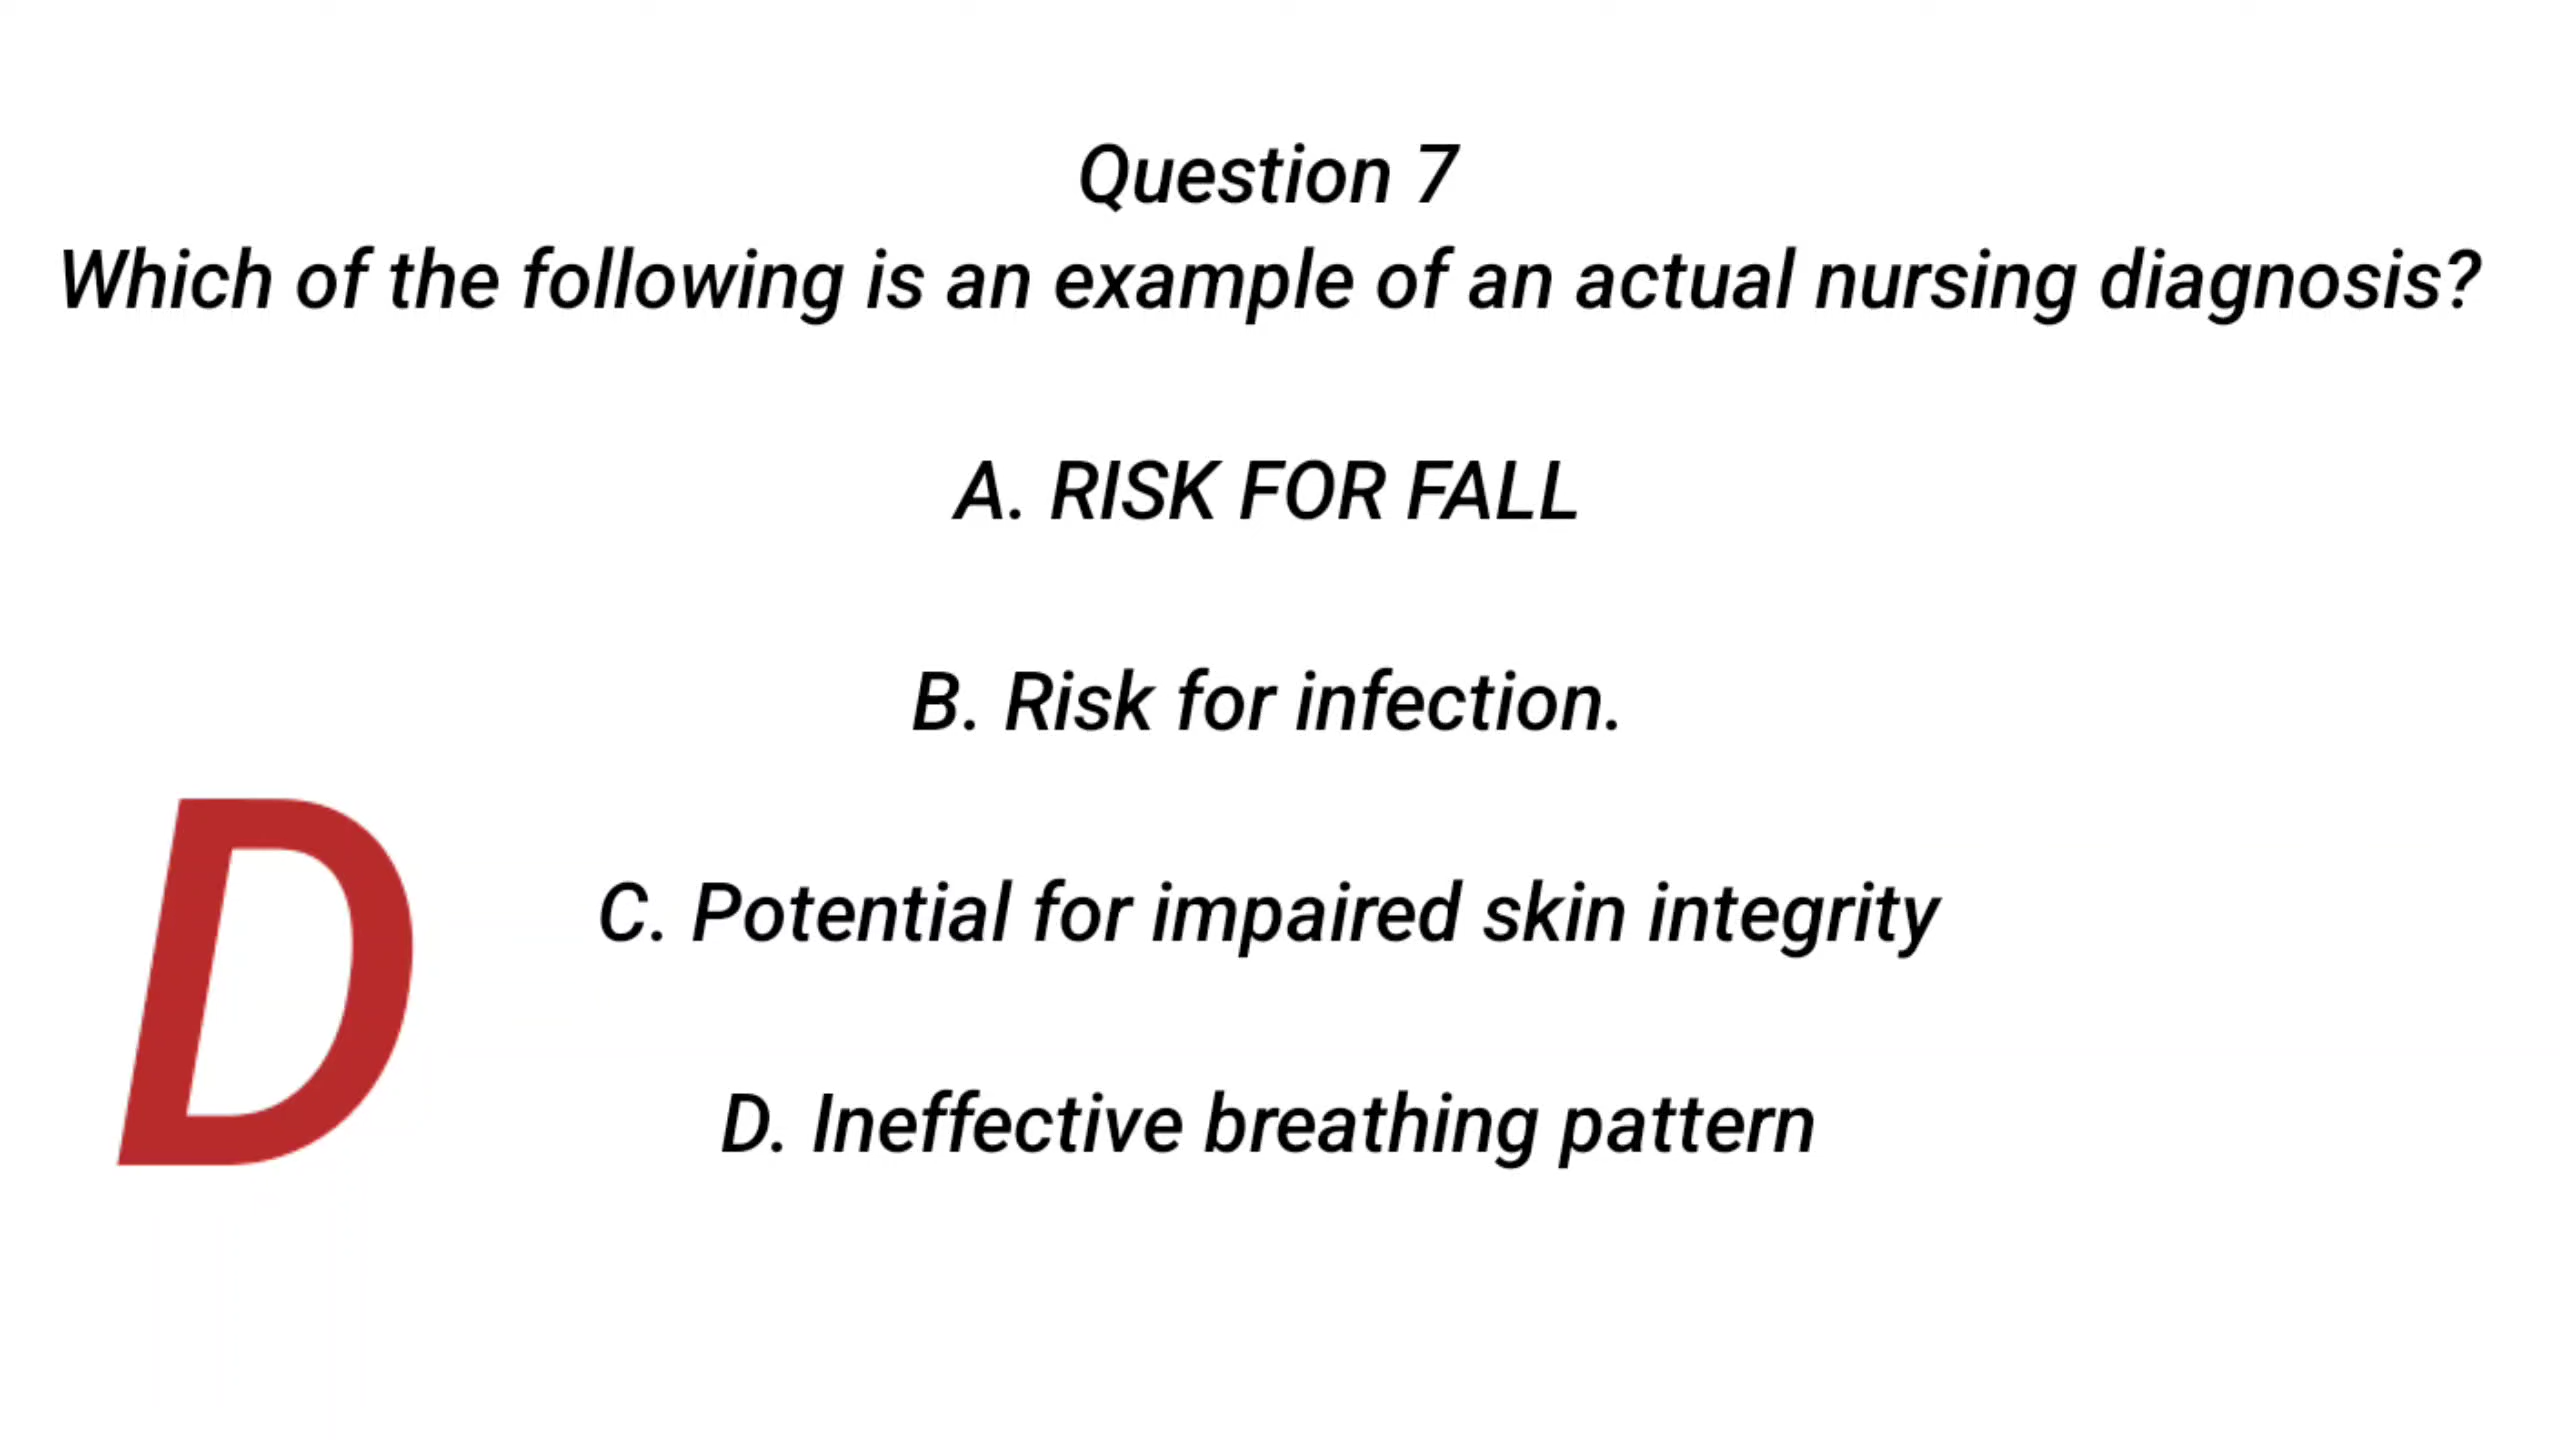 Question 7
Which of the following is an example of an actual nursing diagnosis?
A. RISK FOR FALL
B. Risk for infection.
C. Potential for impaired skin integrity
D. Ineffective breathing pattern
D